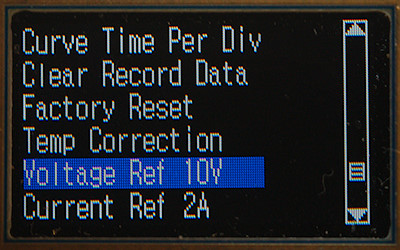 Curve Time Per Div
Clear Record Data
Factory Reset
Temp Correction
Voltage Ref 10V
Current Ref 2A